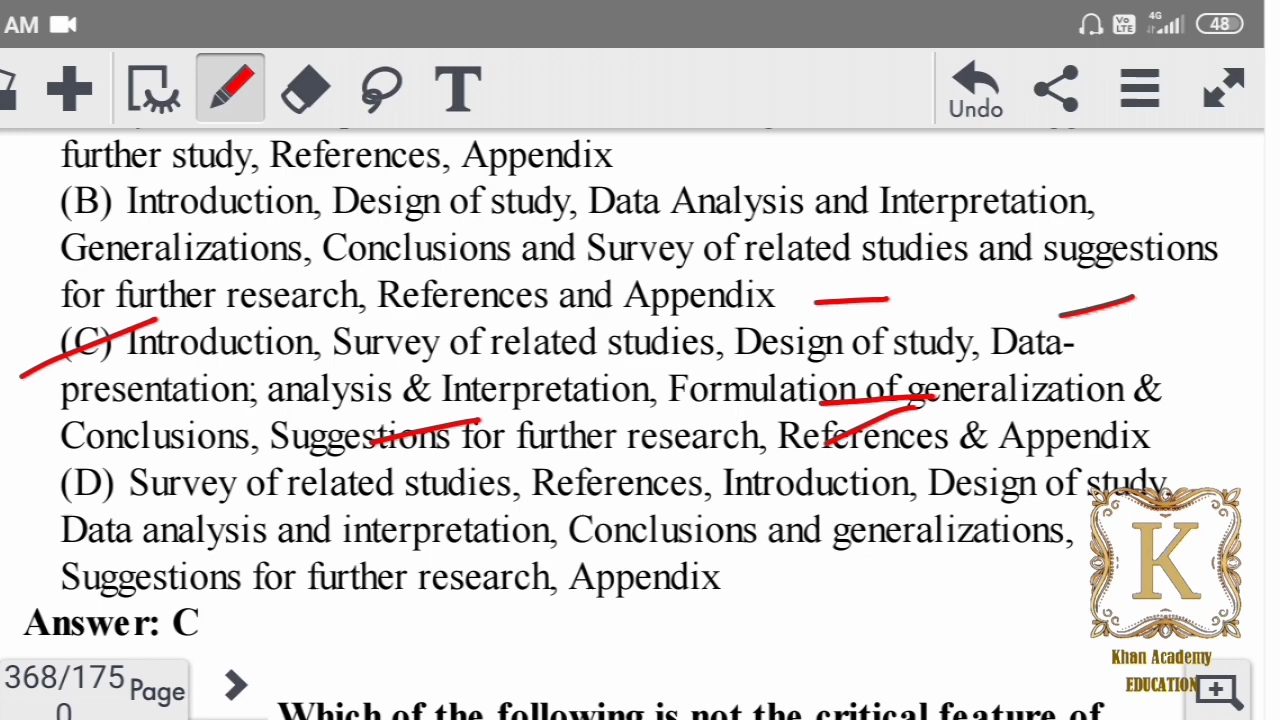 AM Vo LTE 4G 48
T Undo
further study, References, Appendix
(B) Introduction, Design of study, Data Analysis and Interpretation,
Generalizations, Conclusions and Survey of related studies and suggestions
for further research, References and Appendix
(C) Introduction, Survey of related studies, Design of study, Data-
presentation; analysis & Interpretation, Formulation of generalization &
Conclusions, Suggestions for further research, References & Appendix
(D) Survey of related studies, References, Introduction, Design of study,
Data analysis and interpretation, Conclusions and generalizations,
Suggestions for further research, Appendix
Answer: C
K
Khan Academy
EDUCATION
368/175 Page
0
Which of the following is not the critical feature of